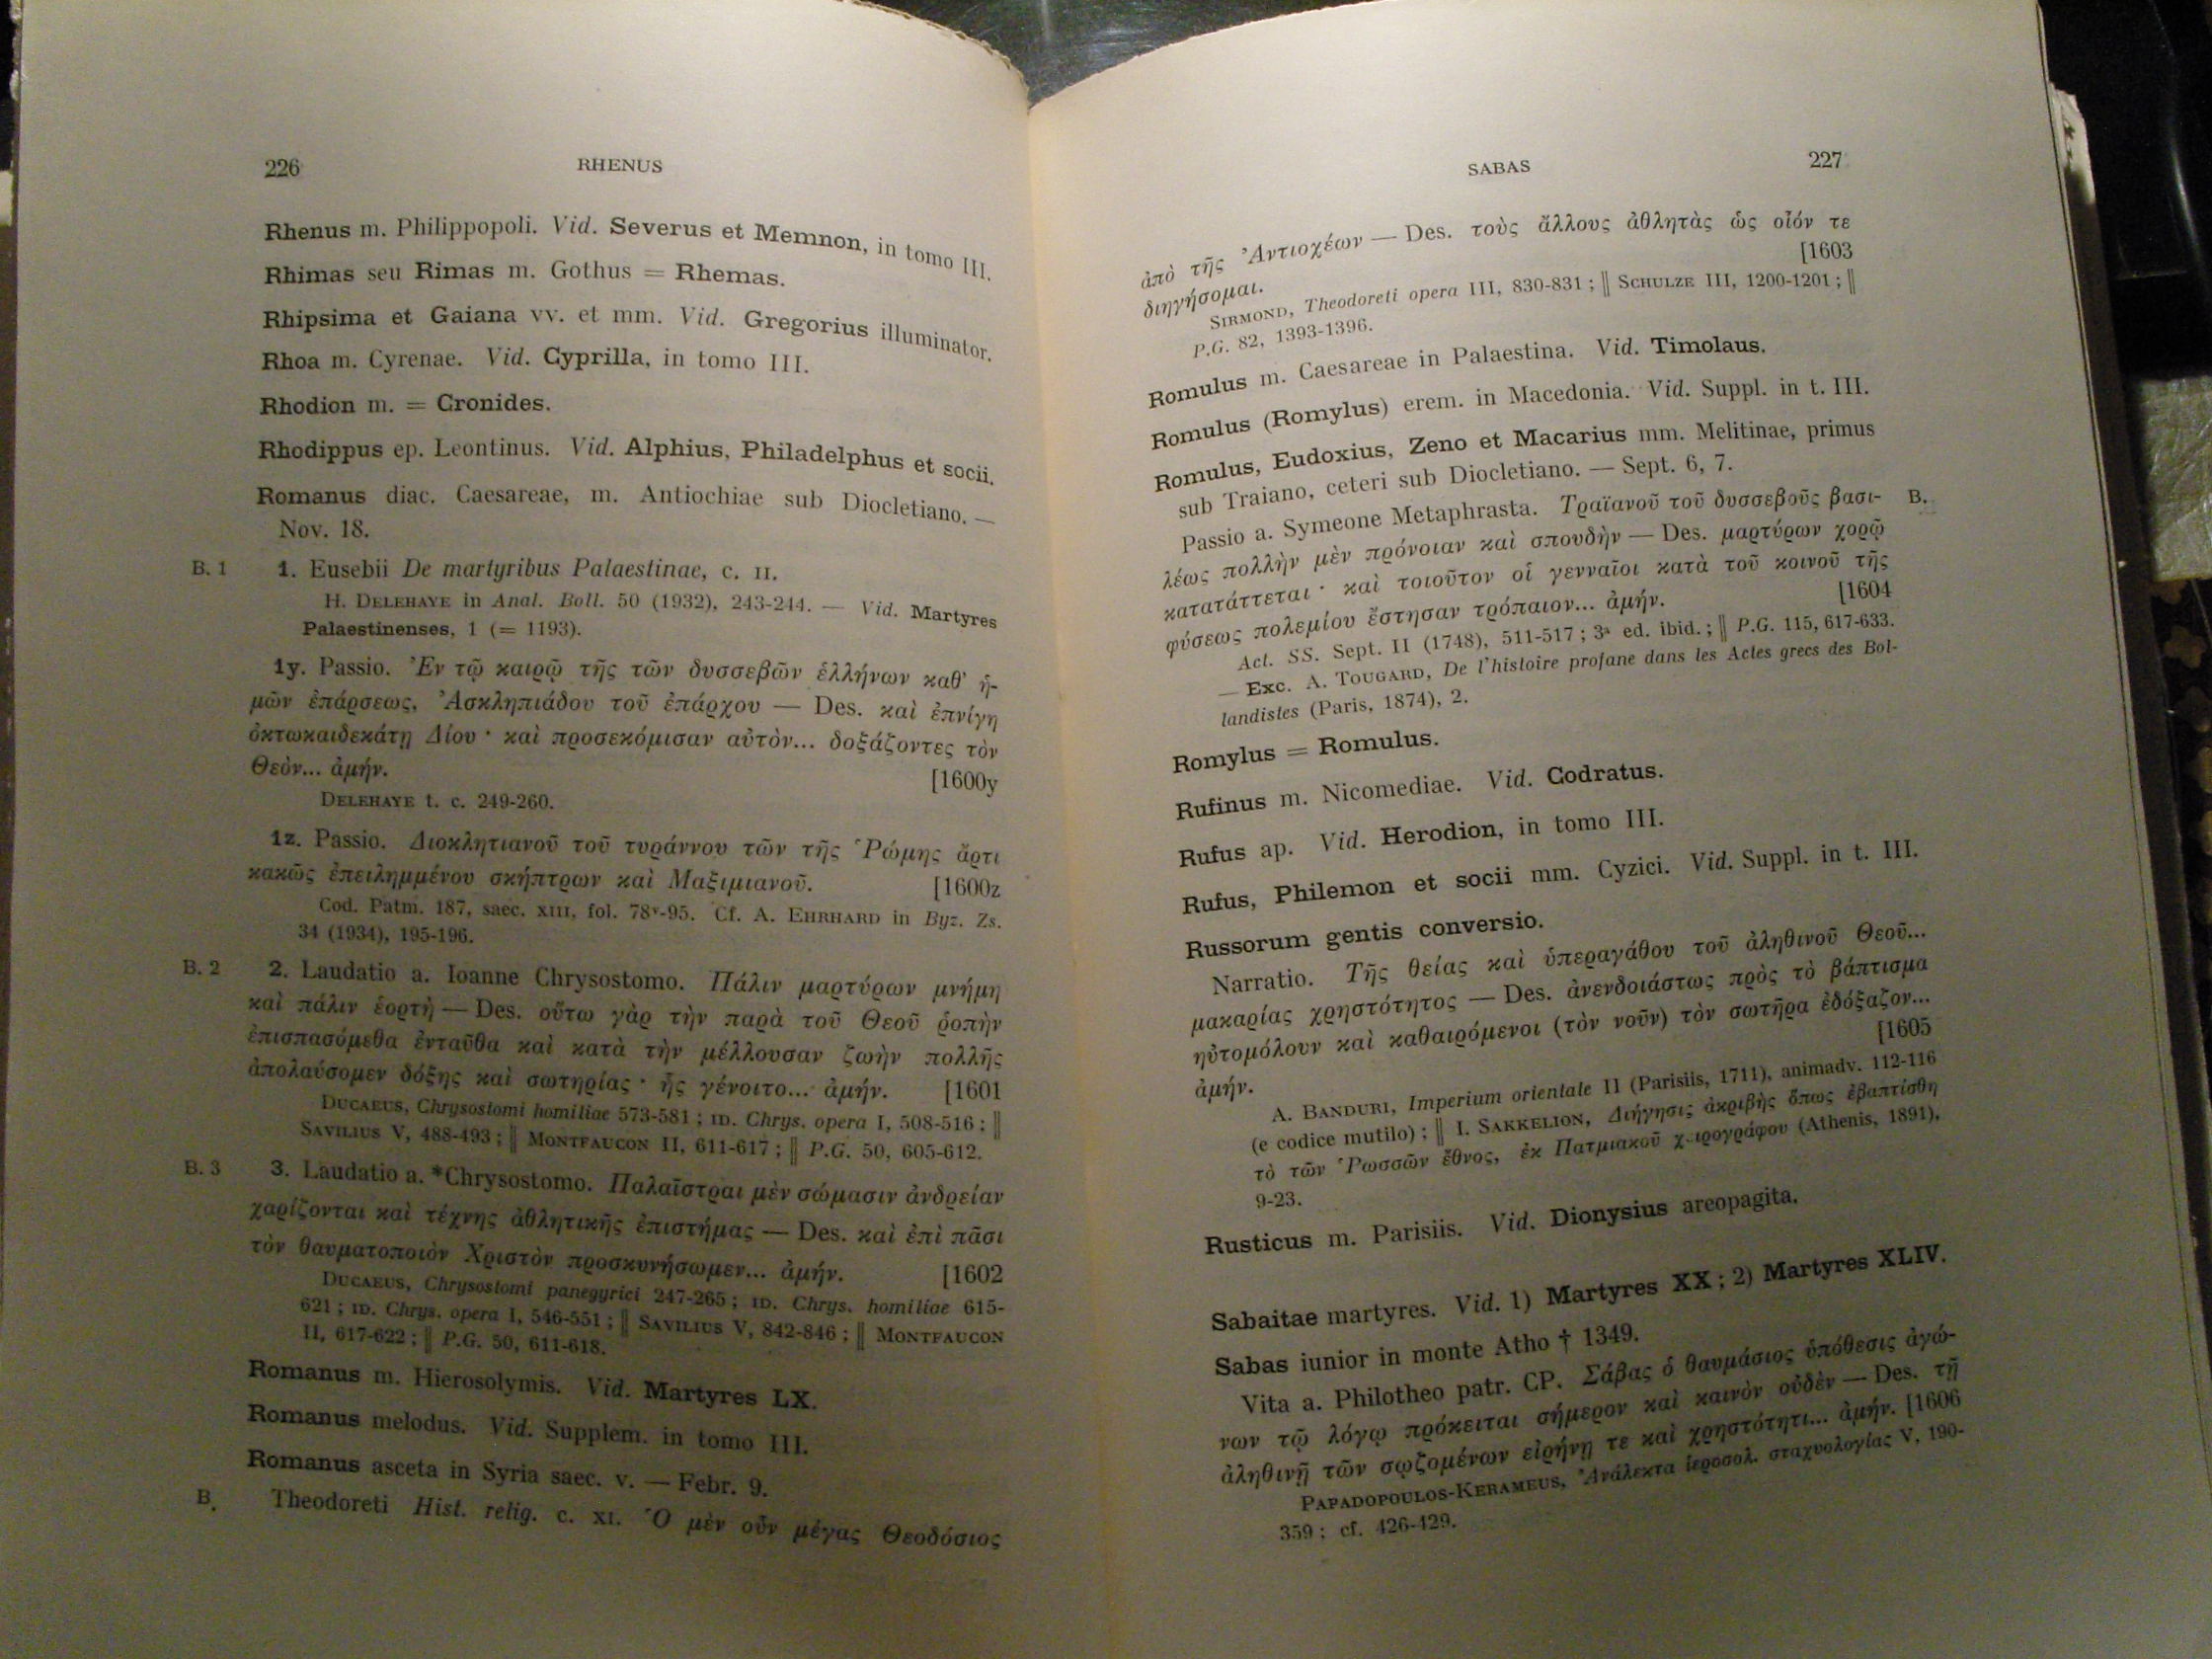 226
RHENUS
Rhenus m. Philippopoli. Vid. Severus et Memnon, in tomo III.
Rhimas seu Rimas m. Gothus = Rhemas.
Rhipsima et Gaiana vv. et mm. Vid. Gregorius illuminator.
Rhoa m. Cyrenae. Vid. Cyprilla, in tomo III.
Rhodion m. = Cronides.
Rhodippus ep. Leontinus. Vid. Alphius, Philadelphus et socii.
Romanus diac. Caesareae, m. Antiochiae sub Diocletiano. —
Nov. 18.
B. 1 1. Eusebii De martyribus Palaestinae, c. II.
H. DELEHAYE in Anal. Boll. 50 (1932), 243-244. — Vid. Martyres
Palaestinenses, 1 (= 1193).
1y. Passio. Ἐν τῷ καιρῷ τῆς τῶν δυσσεβῶν ἑλλήνων καθ' ἡ-
μῶν ἐπάρσεως, Ἀσκληπιάδου τοῦ ἐπάρχου — Des. καὶ ἐπνίγη
ὀκτωκαιδεκάτῃ Δίου · καὶ προσεκόμισαν αὐτὸν... δοξάζοντες τὸν
Θεὸν... ἀμήν. [1600y
DELEHAYE t. c. 249-260.
1z. Passio. Διοκλητιανοῦ τοῦ τυράννου τῶν τῆς Ῥώμης ἄρτι
κακῶς ἐπειλημμένου σκήπτρων καὶ Μαξιμιανοῦ. [1600z
Cod. Patm. 187, saec. XIII, fol. 78ᵛ-95. Cf. A. EHRHARD in Byz. Zs.
34 (1934), 195-196.
B. 2 2. Laudatio a. Ioanne Chrysostomo. Πάλιν μαρτύρων μνήμη
καὶ πάλιν ἑορτὴ — Des. οὕτω γὰρ τὴν παρὰ τοῦ Θεοῦ ῥοπὴν
ἐπισπασόμεθα ἐνταῦθα καὶ κατὰ τὴν μέλλουσαν ζωὴν πολλῆς
ἀπολαύσομεν δόξης καὶ σωτηρίας · ἧς γένοιτο... ἀμήν. [1601
DUCAEUS, Chrysostomi homiliae 573-581 ; ID. Chrys. opera I, 508-516 ; ‖
SAVILIUS V, 488-493 ; ‖ MONTFAUCON II, 611-617 ; ‖ P.G. 50, 605-612.
B. 3 3. Laudatio a. *Chrysostomo. Παλαῖστραι μὲν σώμασιν ἀνδρείαν
χαρίζονται καὶ τέχνης ἀθλητικῆς ἐπιστήμας — Des. καὶ ἐπὶ πᾶσι
τὸν θαυματοποιὸν Χριστὸν προσκυνήσωμεν... ἀμήν. [1602
DUCAEUS, Chrysostomi panegyrici 247-265 ; ID. Chrys. homiliae 615-
621 ; ID. Chrys. opera I, 546-551 ; ‖ SAVILIUS V, 842-846 ; ‖ MONTFAUCON
II, 617-622 ; ‖ P.G. 50, 611-618.
Romanus m. Hierosolymis. Vid. Martyres LX.
Romanus melodus. Vid. Supplem. in tomo III.
Romanus asceta in Syria saec. v. — Febr. 9.
B. Theodoreti Hist. relig. c. XI. Ὁ μὲν οὖν μέγας Θεοδόσιος
SABAS
227
ἀπὸ τῆς Ἀντιοχέων — Des. τοὺς ἄλλους ἀθλητὰς ὡς οἷόν τε
διηγήσομαι. [1603
SIRMOND, Theodoreti opera III, 830-831 ; ‖ SCHULZE III, 1200-1201 ; ‖
P.G. 82, 1393-1396.
Romulus m. Caesareae in Palaestina. Vid. Timolaus.
Romulus (Romylus) erem. in Macedonia. Vid. Suppl. in t. III.
Romulus, Eudoxius, Zeno et Macarius mm. Melitinae, primus
sub Traiano, ceteri sub Diocletiano. — Sept. 6, 7.
Passio a. Symeone Metaphrasta. Τραϊανοῦ τοῦ δυσσεβοῦς βασι- B.
λέως πολλὴν μὲν πρόνοιαν καὶ σπουδὴν — Des. μαρτύρων χορῷ
κατατάττεται · καὶ τοιοῦτον οἱ γενναῖοι κατὰ τοῦ κοινοῦ τῆς
φύσεως πολεμίου ἔστησαν τρόπαιον... ἀμήν. [1604
Act. SS. Sept. II (1748), 511-517 ; 3ª ed. ibid. ; ‖ P.G. 115, 617-633.
— Exc. A. TOUGARD, De l'histoire profane dans les Actes grecs des Bol-
landistes (Paris, 1874), 2.
Romylus = Romulus.
Rufinus m. Nicomediae. Vid. Codratus.
Rufus ap. Vid. Herodion, in tomo III.
Rufus, Philemon et socii mm. Cyzici. Vid. Suppl. in t. III.
Russorum gentis conversio.
Narratio. Τῆς θείας καὶ ὑπεραγάθου τοῦ ἀληθινοῦ Θεοῦ...
μακαρίας χρηστότητος — Des. ἀνενδοιάστως πρὸς τὸ βάπτισμα
ηὐτομόλουν καὶ καθαιρόμενοι (τὸν νοῦν) τὸν σωτῆρα ἐδόξαζον...
ἀμήν. [1605
A. BANDURI, Imperium orientale II (Parisiis, 1711), animadv. 112-116
(e codice mutilo) ; ‖ I. SAKKELION, Διήγησις ἀκριβὴς ὅπως ἐβαπτίσθη
τὸ τῶν Ῥωσσῶν ἔθνος, ἐκ Πατμιακοῦ χειρογράφου (Athenis, 1891),
9-23.
Rusticus m. Parisiis. Vid. Dionysius areopagita.
Sabaitae martyres. Vid. 1) Martyres XX ; 2) Martyres XLIV.
Sabas iunior in monte Atho † 1349.
Vita a. Philotheo patr. CP. Σάβας ὁ θαυμάσιος ὑπόθεσις ἀγώ-
νων τῷ λόγῳ πρόκειται σήμερον καὶ καινὸν οὐδὲν — Des. τῇ
ἀληθινῇ τῶν σῳζομένων εἰρήνῃ τε καὶ χρηστότητι... ἀμήν. [1606
PAPADOPOULOS-KERAMEUS, Ἀνάλεκτα ἱεροσολ. σταχυολογίας V, 190-
359 ; cf. 426-429.